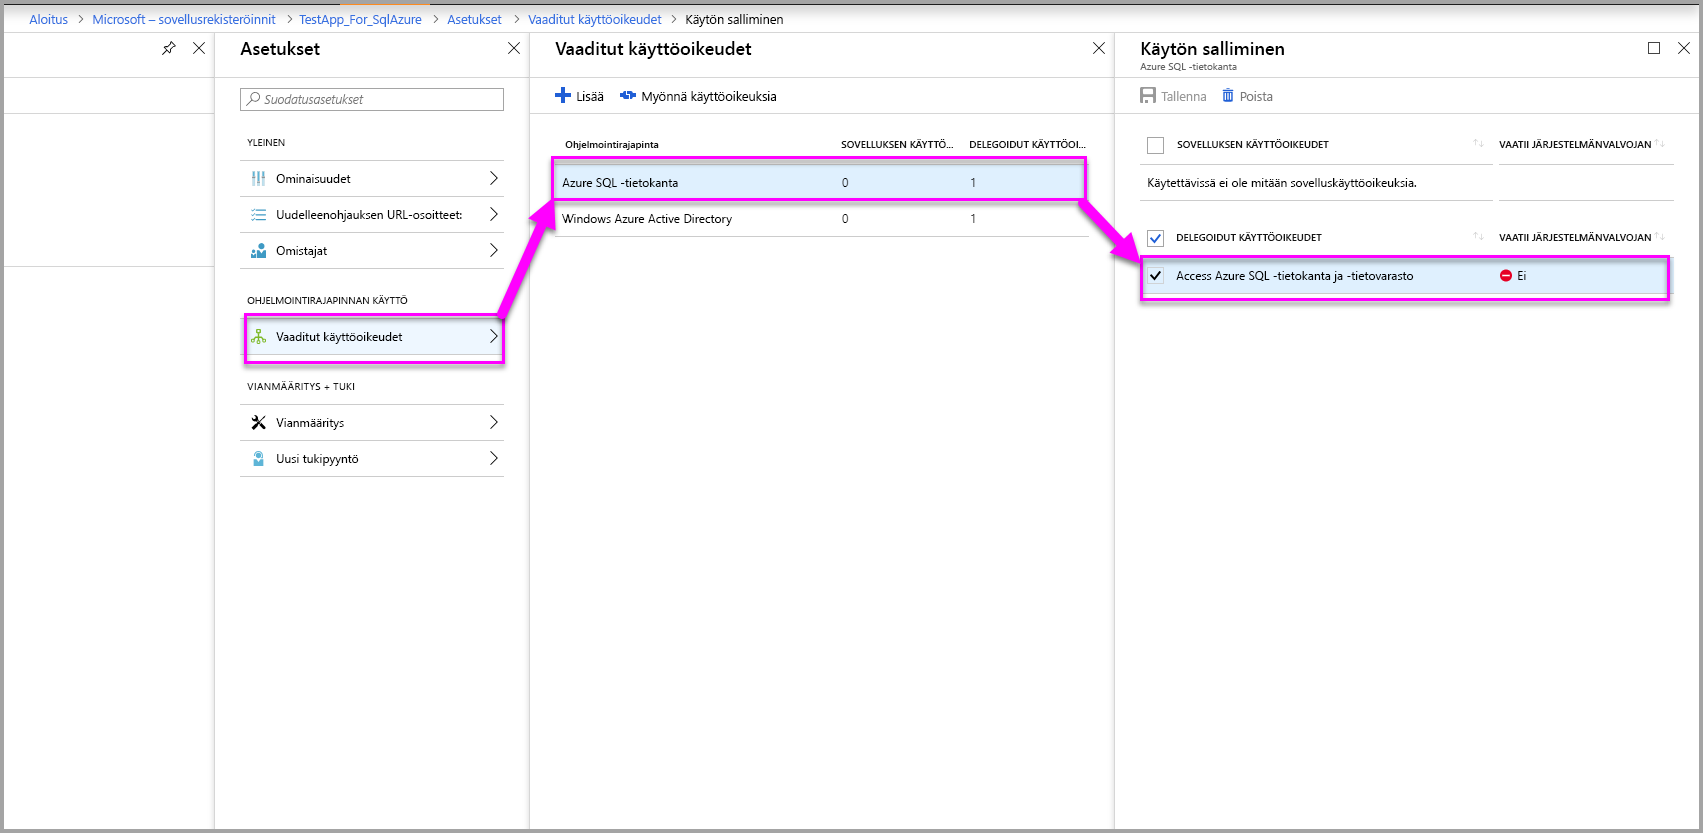 Aloitus > Microsoft – sovellusrekisteröinnit > TestApp_For_SqlAzure > Asetukset > Vaaditut käyttöoikeudet > Käytön salliminen
Asetukset
Suodatusasetukset
YLEINEN
Ominaisuudet
Uudelleenohjauksen URL-osoitteet:
Omistajat
OHJELMOINTIRAJAPINNAN KÄYTTÖ
Vaaditut käyttöoikeudet
VIANMÄÄRITYS + TUKI
Vianmääritys
Uusi tukipyyntö
Vaaditut käyttöoikeudet
Lisää Myönnä käyttöoikeuksia
Ohjelmointirajapinta SOVELLUKSEN KÄYTTÖ... DELEGOIDUT KÄYTTÖOI...
Azure SQL -tietokanta 0 1
Windows Azure Active Directory 0 1
Käytön salliminen
Azure SQL -tietokanta
Tallenna Poista
SOVELLUKSEN KÄYTTÖOIKEUDET VAATII JÄRJESTELMÄNVALVOJAN
Käytettävissä ei ole mitään sovelluskäyttöoikeuksia.
DELEGOIDUT KÄYTTÖOIKEUDET VAATII JÄRJESTELMÄNVALVOJAN
Access Azure SQL -tietokanta ja -tietovarasto Ei